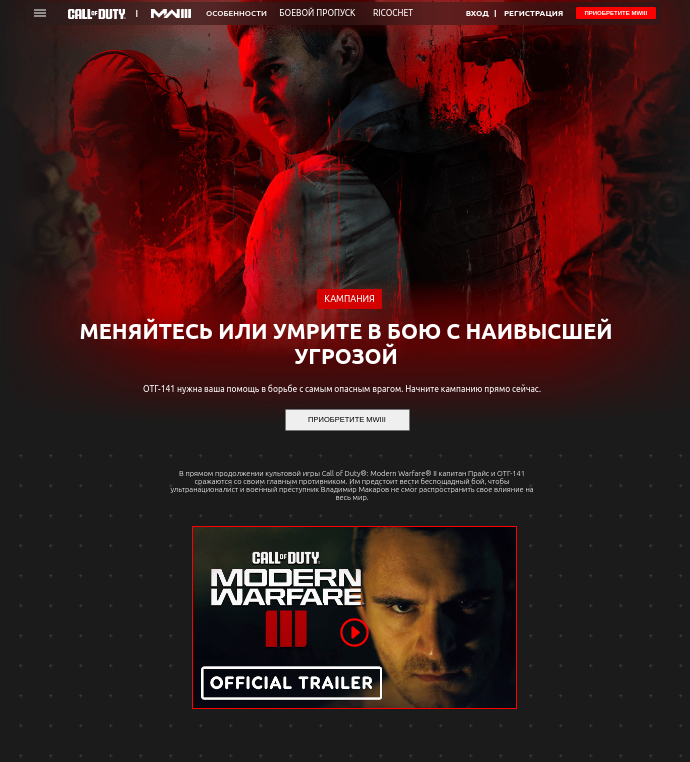 CALL OF DUTY | MWIII ОСОБЕННОСТИ БОЕВОЙ ПРОПУСК RICOCHET ВХОД | РЕГИСТРАЦИЯ ПРИОБРЕТИТЕ MWIII
КАМПАНИЯ
МЕНЯЙТЕСЬ ИЛИ УМРИТЕ В БОЮ С НАИВЫСШЕЙ
УГРОЗОЙ
ОТГ-141 нужна ваша помощь в борьбе с самым опасным врагом. Начните кампанию прямо сейчас.
ПРИОБРЕТИТЕ MWIII
В прямом продолжении культовой игры Call of Duty®: Modern Warfare® II капитан Прайс и ОТГ-141
сражаются со своим главным противником. Им предстоит вести беспощадный бой, чтобы
ультранационалист и военный преступник Владимир Макаров не смог распространить свое влияние на
весь мир.
CALL OF DUTY
MODERN
WARFARE
III
OFFICIAL TRAILER